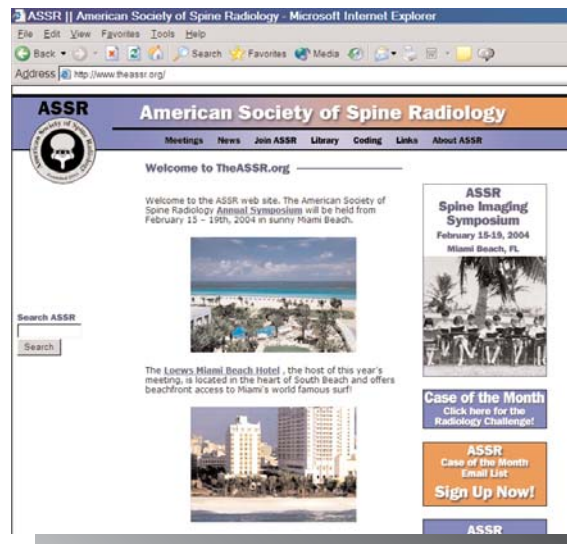 ASSR || American Society of Spine Radiology - Microsoft Internet Explorer
File Edit View Favorites Tools Help
Back Search Favorites Media
Address http://www.theassr.org/
ASSR
American Society of Spine Radiology
American Society of Spine Radiology
Meetings News Join ASSR Library Coding Links About ASSR
Welcome to TheASSR.org
Welcome to the ASSR web site. The American Society of
Spine Radiology Annual Symposium will be held from
February 15 – 19th, 2004 in sunny Miami Beach.
The Loews Miami Beach Hotel , the host of this year's
meeting, is located in the heart of South Beach and offers
beachfront access to Miami's world famous surf!
Search ASSR
Search
ASSR
Spine Imaging
Symposium
February 15-19, 2004
Miami Beach, FL
Case of the Month
Click here for the
Radiology Challenge!
ASSR
Case of the Month
Email List
Sign Up Now!
ASSR